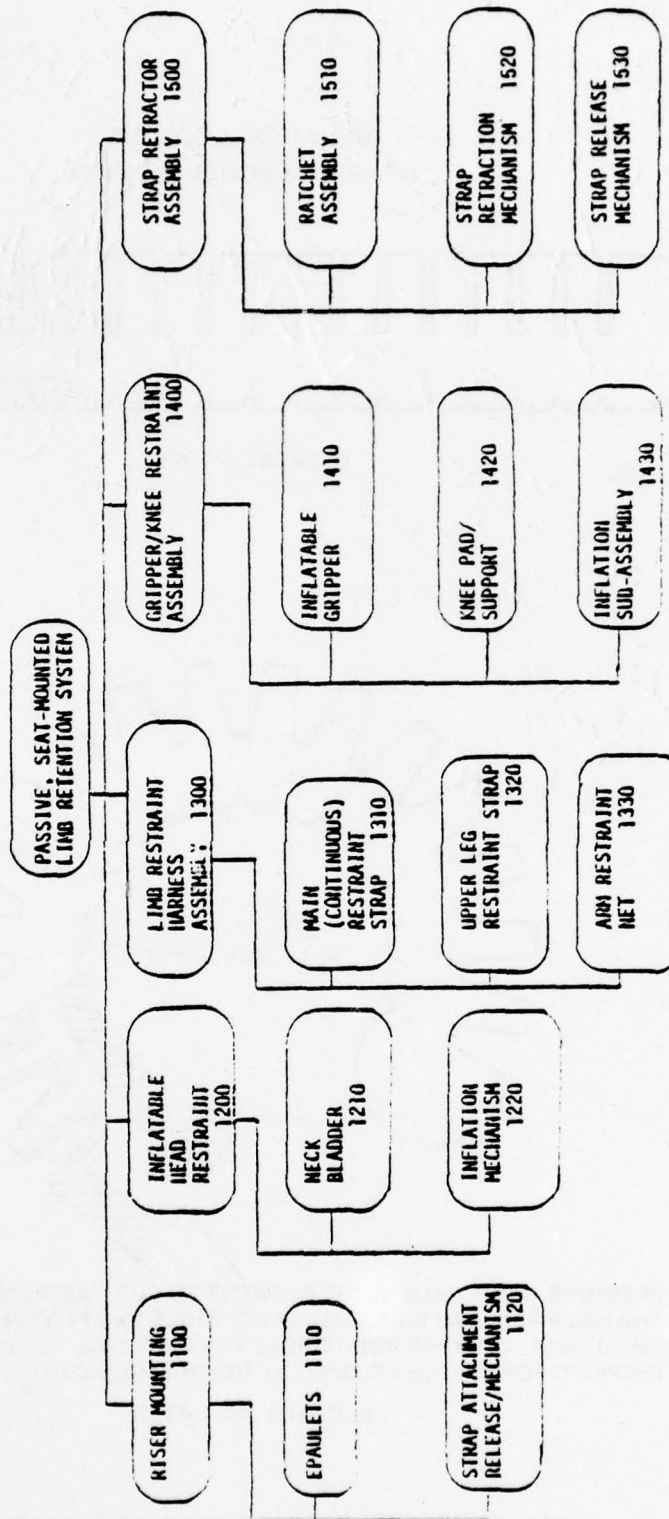 PASSIVE, SEAT-MOUNTED
LIMB RETENTION SYSTEM
RISER MOUNTING
1100
EPAULETS 1110
STRAP ATTACHMENT
RELEASE/MECHANISM
1120
INFLATABLE
HEAD
RESTRAINT
1200
NECK
BLADDER
1210
INFLATION
MECHANISM
1220
LIMB RESTRAINT
HARNESS
ASSEMBLY 1300
MAIN
(CONTINUOUS)
RESTRAINT
STRAP 1310
UPPER LEG
RESTRAINT STRAP
1320
ARM RESTRAINT
NET 1330
GRIPPER/KNEE RESTRAINT
ASSEMBLY 1400
INFLATABLE
GRIPPER 1410
KNEE PAD/
SUPPORT 1420
INFLATION
SUB-ASSEMBLY
1430
STRAP RETRACTOR
ASSEMBLY 1500
RATCHET
ASSEMBLY 1510
STRAP
RETRACTION
MECHANISM 1520
STRAP RELEASE
MECHANISM 1530